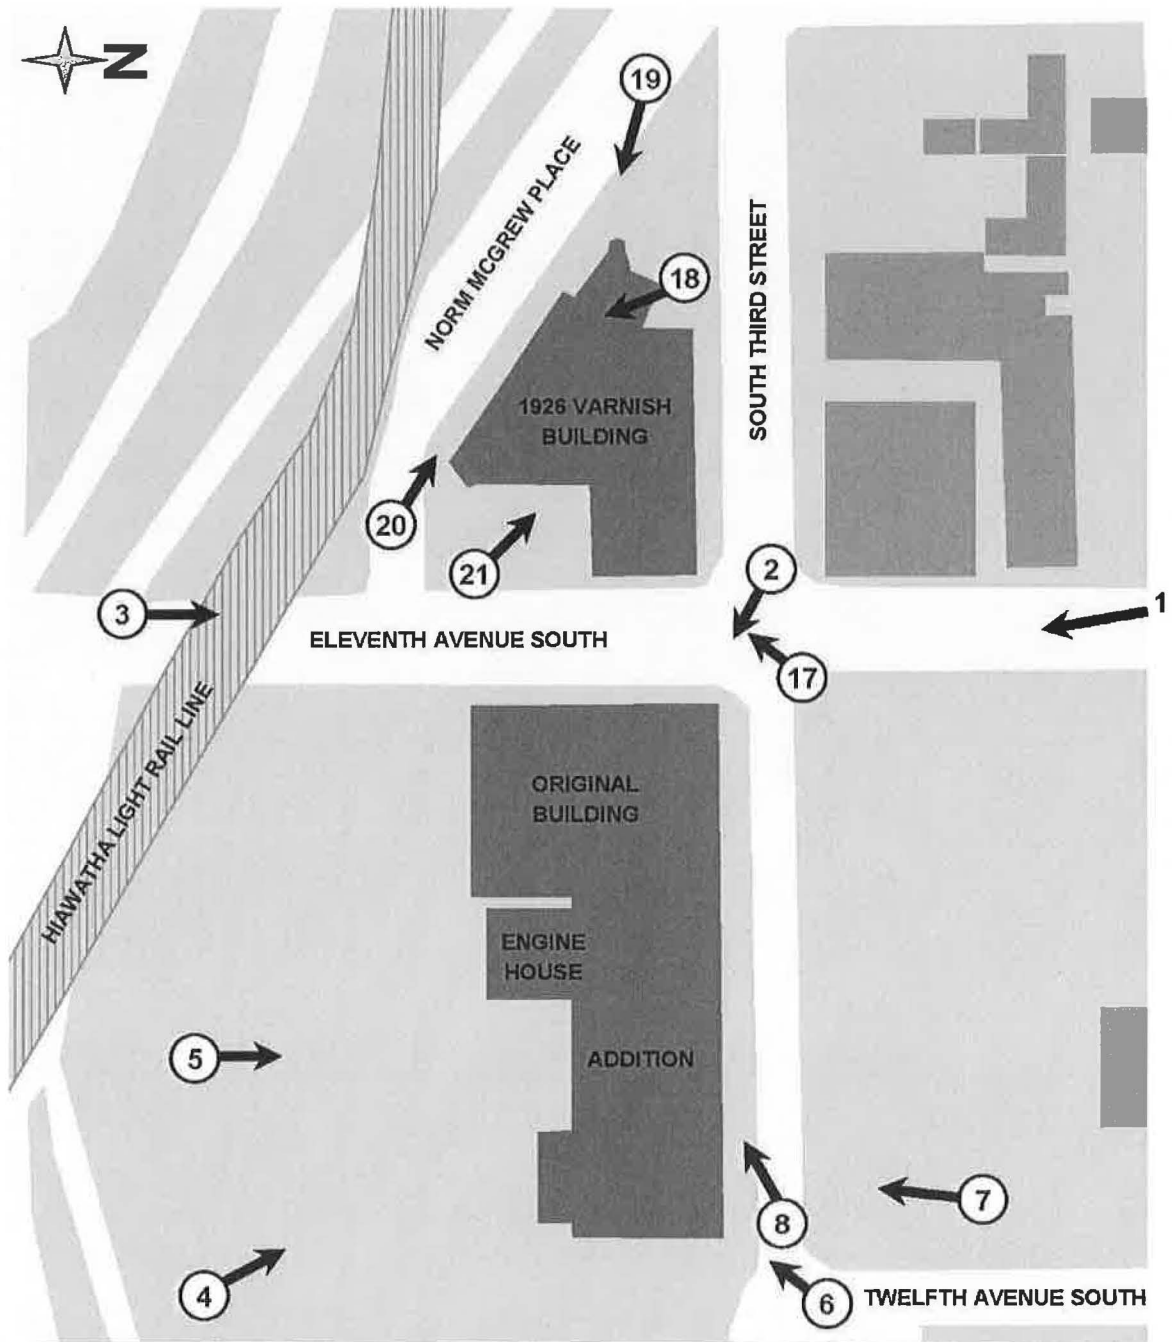 N
19
NORM MCGREW PLACE
SOUTH THIRD STREET
18
1926 VARNISH
BUILDING
20
21
2
3
1
ELEVENTH AVENUE SOUTH
17
HIAWATHA LIGHT RAIL LINE
ORIGINAL
BUILDING
ENGINE
HOUSE
5
ADDITION
7
8
4
6
TWELFTH AVENUE SOUTH